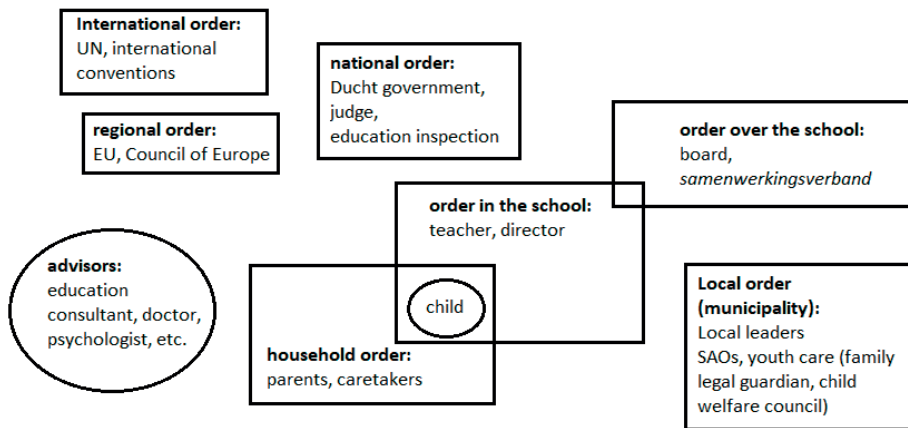 International order:
UN, international
conventions
national order:
Ducht government,
judge,
education inspection
regional order:
EU, Council of Europe
order over the school:
board,
samenwerkingsverband
order in the school:
teacher, director
advisors:
education
consultant, doctor,
psychologist, etc.
child
household order:
parents, caretakers
Local order
(municipality):
Local leaders
SAOs, youth care (family
legal guardian, child
welfare council)